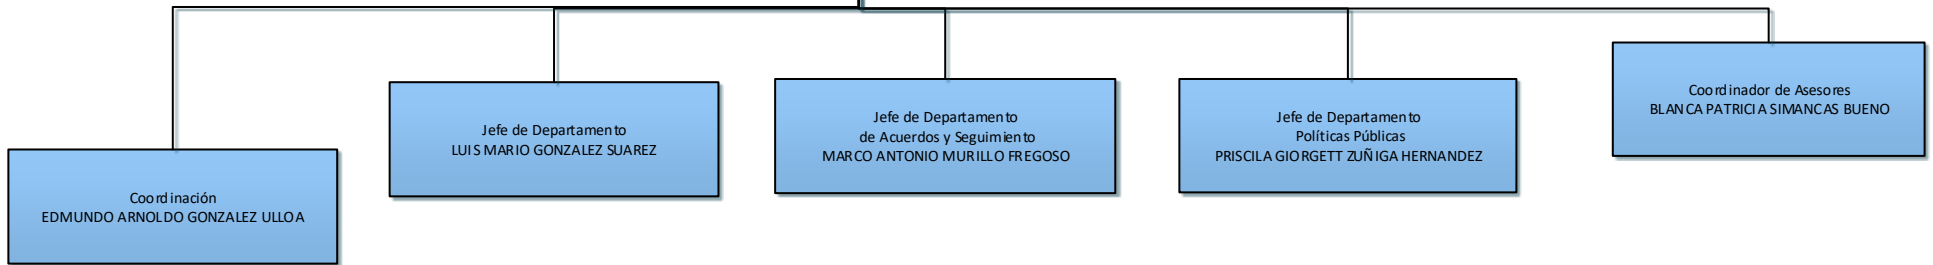 Coordinación
EDMUNDO ARNOLDO GONZALEZ ULLOA
Jefe de Departamento
LUIS MARIO GONZALEZ SUAREZ
Jefe de Departamento
de Acuerdos y Seguimiento
MARCO ANTONIO MURILLO FREGOSO
Jefe de Departamento
Políticas Públicas
PRISCILA GIORGETT ZUÑIGA HERNANDEZ
Coordinador de Asesores
BLANCA PATRICIA SIMANCAS BUENO